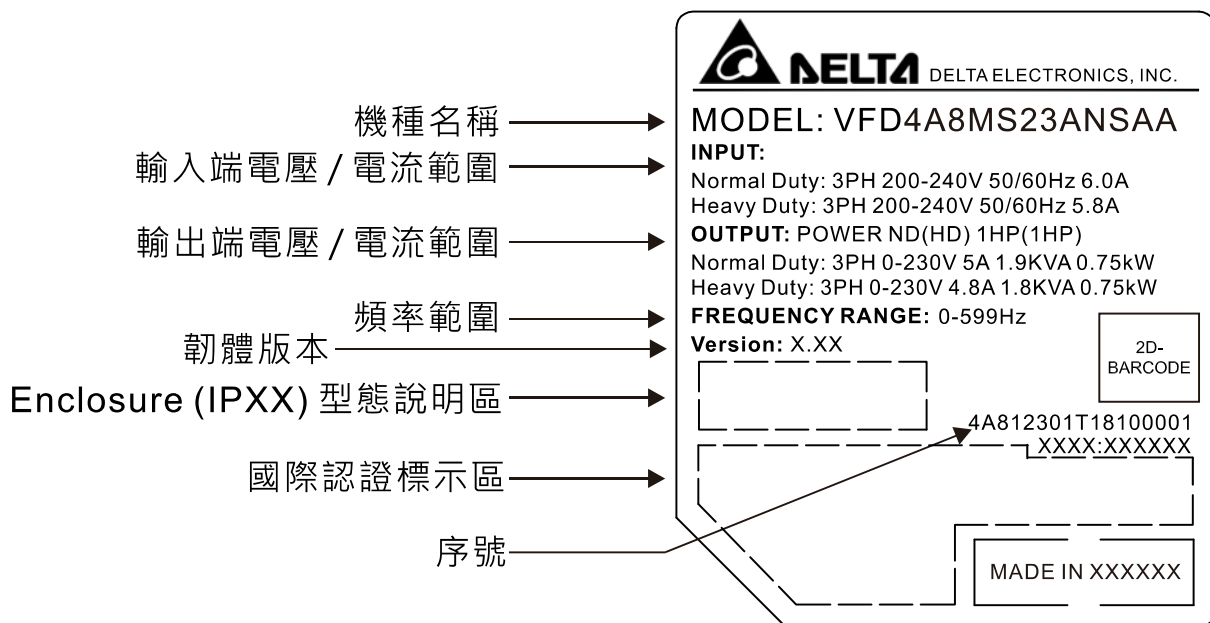 DELTA DELTA ELECTRONICS, INC.
機種名稱
MODEL: VFD4A8MS23ANSAA
輸入端電壓 / 電流範圍
INPUT:
Normal Duty: 3PH 200-240V 50/60Hz 6.0A
Heavy Duty: 3PH 200-240V 50/60Hz 5.8A
輸出端電壓 / 電流範圍
OUTPUT: POWER ND(HD) 1HP(1HP)
Normal Duty: 3PH 0-230V 5A 1.9KVA 0.75kW
Heavy Duty: 3PH 0-230V 4.8A 1.8KVA 0.75kW
頻率範圍
FREQUENCY RANGE: 0-599Hz
韌體版本
Version: X.XX
2D-
BARCODE
Enclosure (IPXX) 型態說明區
4A812301T18100001
XXXX:XXXXXX
國際認證標示區
序號
MADE IN XXXXXX